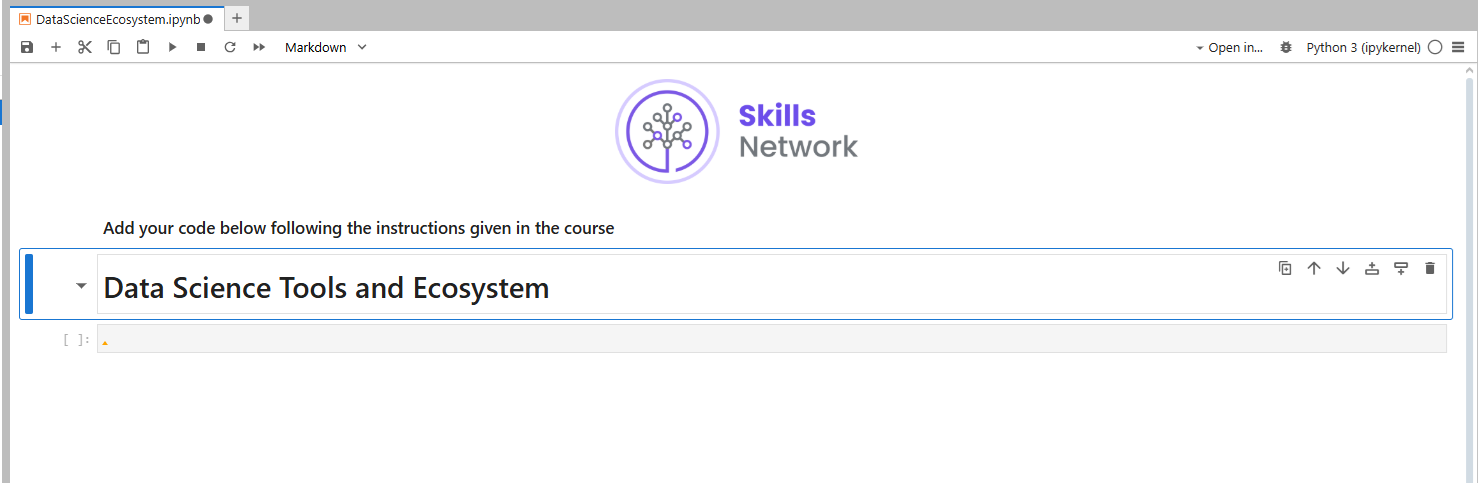 DataScienceEcosystem.ipynb
Markdown
Open in...
Python 3 (ipykernel)
Skills
Network
Add your code below following the instructions given in the course
Data Science Tools and Ecosystem
[ ]: